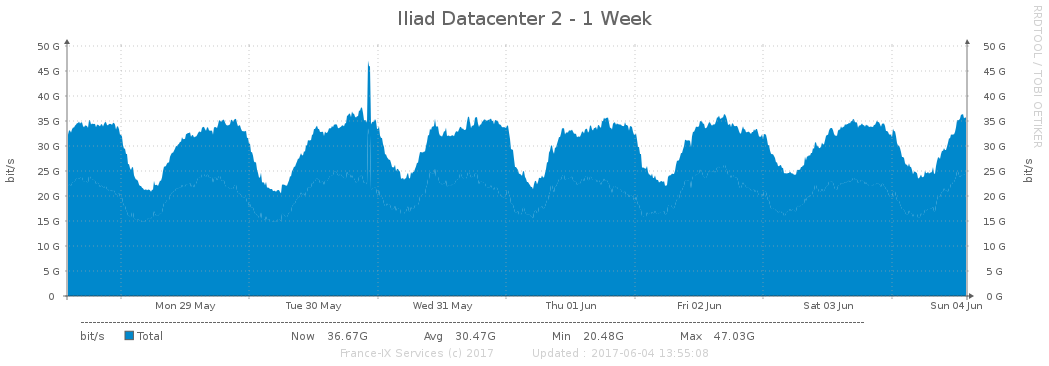 Iliad Datacenter 2 - 1 Week
RRDTOOL / TOBI OETIKER
bit/s
50 G 50 G
45 G 45 G
40 G 40 G
35 G 35 G
30 G 30 G
25 G 25 G
20 G 20 G
15 G 15 G
10 G 10 G
5 G 5 G
0 0 G
bit/s
Mon 29 May Tue 30 May Wed 31 May Thu 01 Jun Fri 02 Jun Sat 03 Jun Sun 04 Jun
bit/s Total Now 36.67G Avg 30.47G Min 20.48G Max 47.03G
France-IX Services (c) 2017 Updated : 2017-06-04 13:55:08